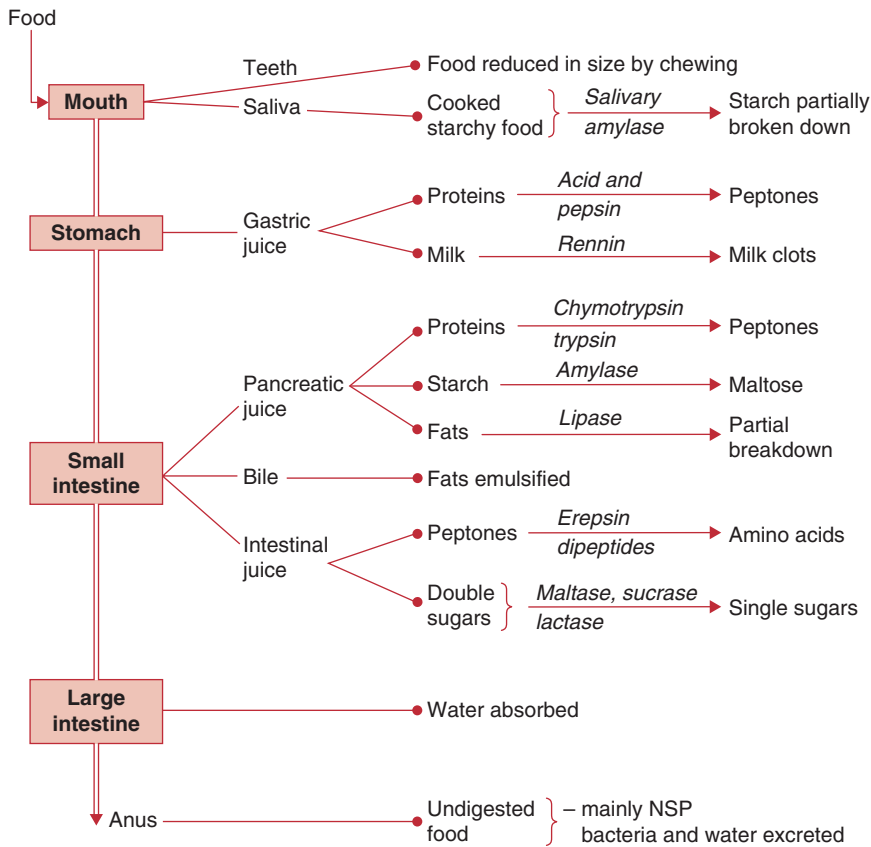 Food
Mouth
Teeth
Food reduced in size by chewing
Saliva
Cooked
starchy food
Salivary
amylase
Starch partially
broken down
Stomach
Gastric
juice
Proteins
Acid and
pepsin
Peptones
Milk
Rennin
Milk clots
Small
intestine
Pancreatic
juice
Proteins
Chymotrypsin
trypsin
Peptones
Starch
Amylase
Maltose
Fats
Lipase
Partial
breakdown
Bile
Fats emulsified
Intestinal
juice
Peptones
Erepsin
dipeptides
Amino acids
Double
sugars
Maltase, sucrase
lactase
Single sugars
Large
intestine
Water absorbed
Anus
Undigested
food
– mainly NSP
bacteria and water excreted